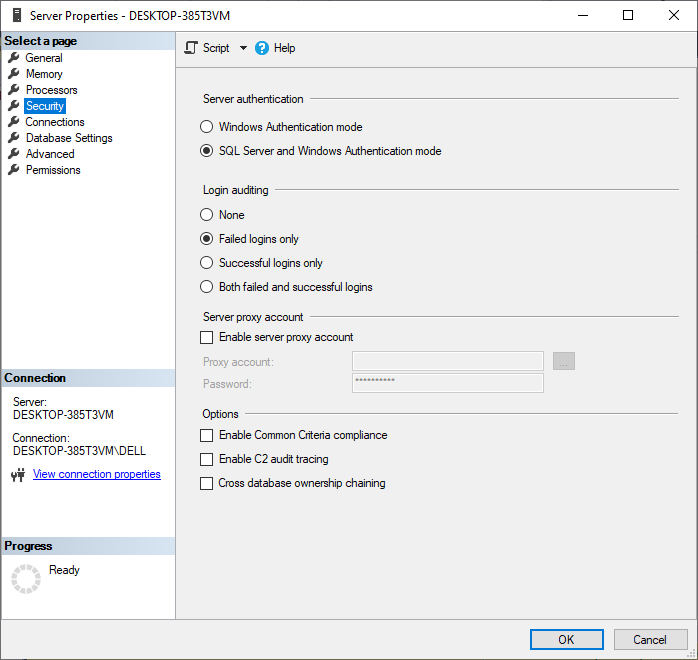 Server Properties - DESKTOP-385T3VM
Select a page
General
Memory
Processors
Security
Connections
Database Settings
Advanced
Permissions
Script
Help
Server authentication
Windows Authentication mode
SQL Server and Windows Authentication mode
Login auditing
None
Failed logins only
Successful logins only
Both failed and successful logins
Server proxy account
Enable server proxy account
Proxy account:
...
Password:
**********
Options
Enable Common Criteria compliance
Enable C2 audit tracing
Cross database ownership chaining
Connection
Server:
DESKTOP-385T3VM
Connection:
DESKTOP-385T3VM\DELL
View connection properties
Progress
Ready
OK
Cancel